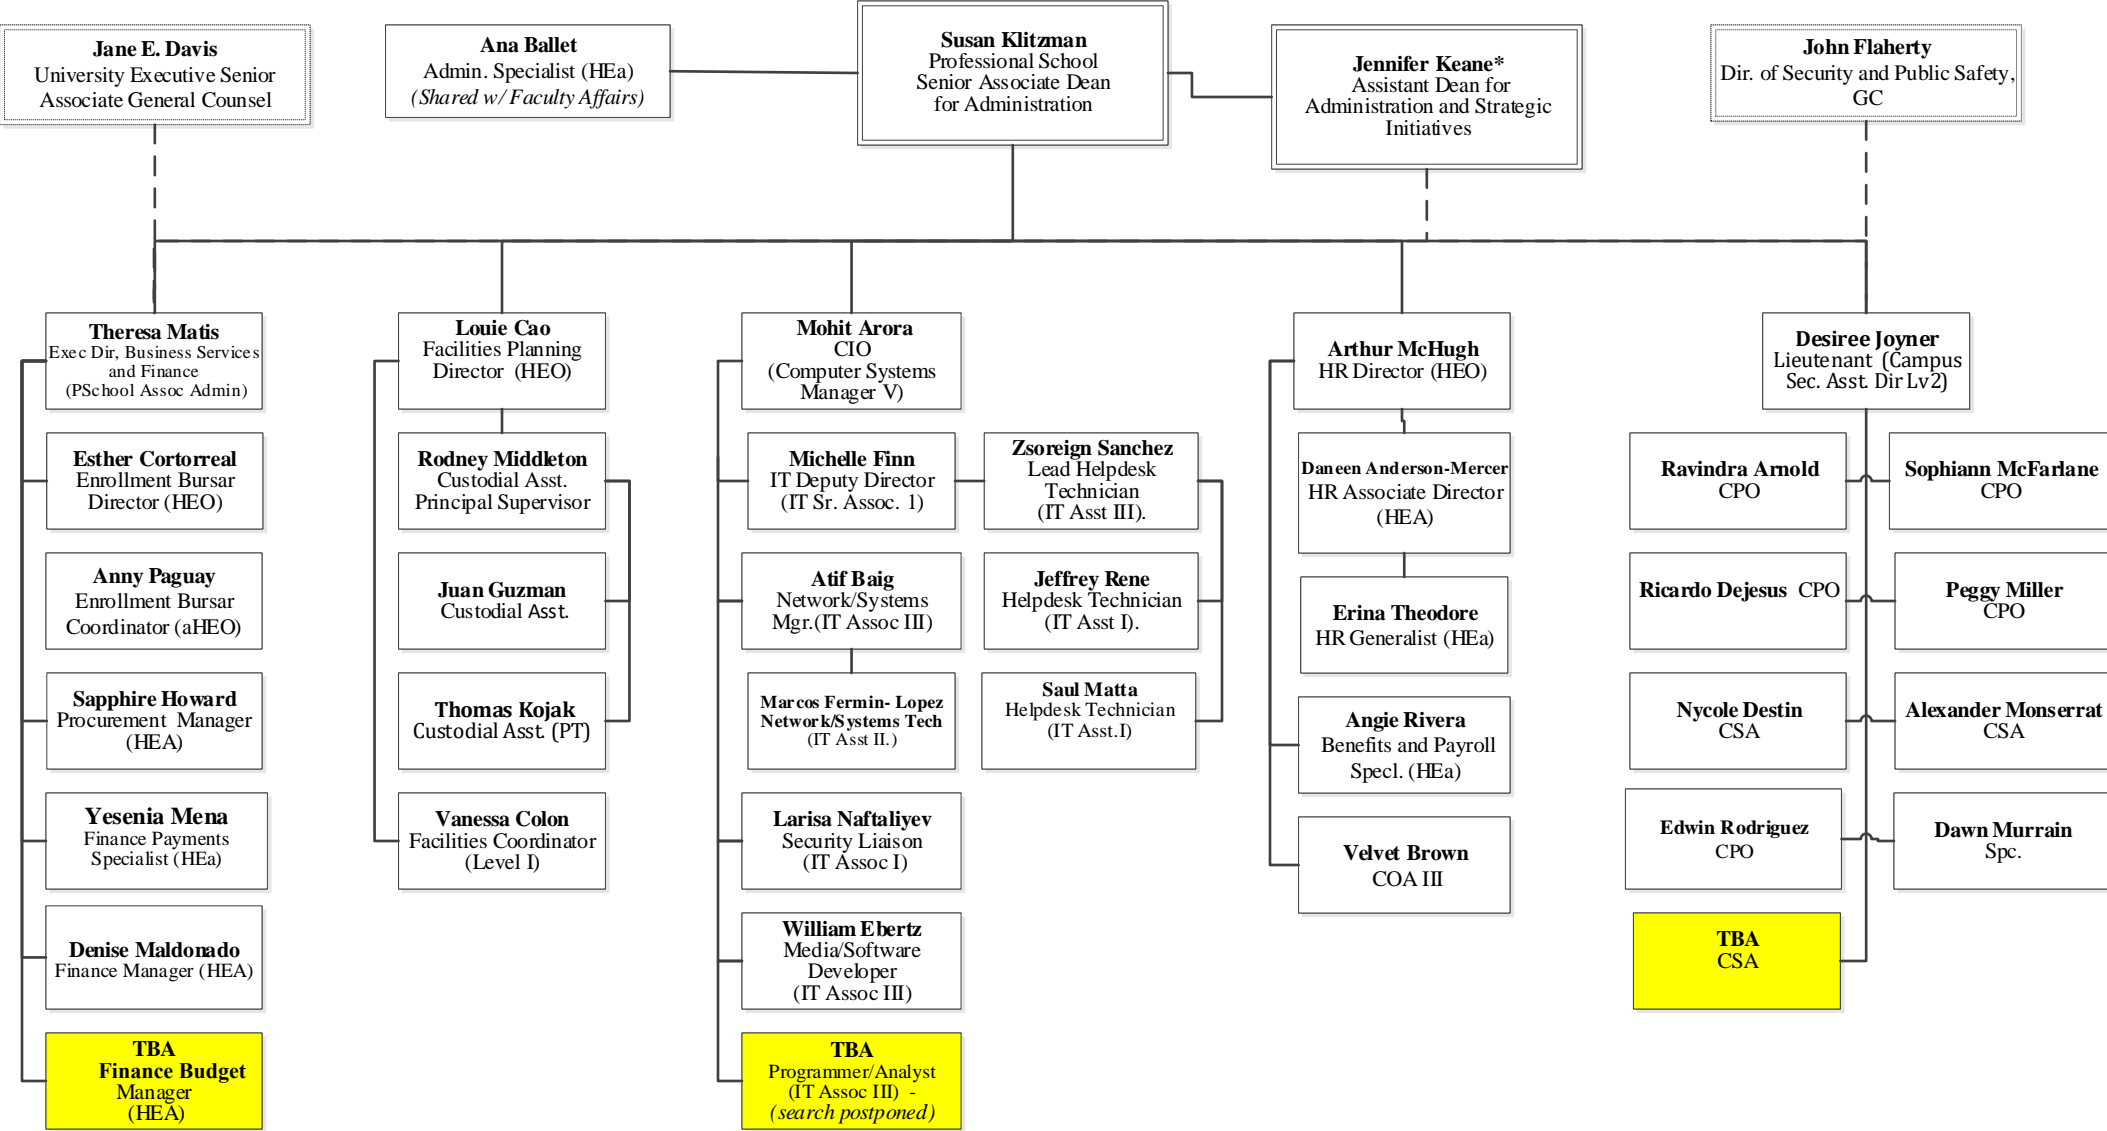 Jane E. Davis
University Executive Senior
Associate General Counsel
Ana Ballet
Admin. Specialist (HEa)
(Shared w/ Faculty Affairs)
Susan Klitzman
Professional School
Senior Associate Dean
for Administration
Jennifer Keane*
Assistant Dean for
Administration and Strategic
Initiatives
John Flaherty
Dir. of Security and Public Safety,
GC
Theresa Matis
Exec Dir, Business Services
and Finance
(PSchool Assoc Admin)
Esther Cortorreal
Enrollment Bursar
Director (HEO)
Anny Paguay
Enrollment Bursar
Coordinator (aHEO)
Sapphire Howard
Procurement Manager
(HEA)
Yesenia Mena
Finance Payments
Specialist (HEa)
Denise Maldonado
Finance Manager (HEA)
TBA
Finance Budget
Manager
(HEA)
Louie Cao
Facilities Planning
Director (HEO)
Rodney Middleton
Custodial Asst.
Principal Supervisor
Juan Guzman
Custodial Asst.
Thomas Kojak
Custodial Asst. (PT)
Vanessa Colon
Facilities Coordinator
(Level I)
Mohit Arora
CIO
(Computer Systems
Manager V)
Michelle Finn
IT Deputy Director
(IT Sr. Assoc. 1)
Atif Baig
Network/Systems
Mgr.(IT Assoc III)
Marcos Fermin- Lopez
Network/Systems Tech
(IT Asst II.)
Larisa Naftaliyev
Security Liaison
(IT Assoc I)
William Ebertz
Media/Software
Developer
(IT Assoc III)
TBA
Programmer/Analyst
(IT Assoc III) -
(search postponed)
Zsoreign Sanchez
Lead Helpdesk
Technician
(IT Asst III).
Jeffrey Rene
Helpdesk Technician
(IT Asst I).
Saul Matta
Helpdesk Technician
(IT Asst.I)
Arthur McHugh
HR Director (HEO)
Daneen Anderson-Mercer
HR Associate Director
(HEA)
Erina Theodore
HR Generalist (HEa)
Angie Rivera
Benefits and Payroll
Specl. (HEa)
Velvet Brown
COA III
Desiree Joyner
Lieutenant (Campus
Sec. Asst. Dir Lv2)
Ravindra Arnold
CPO
Sophiann McFarlane
CPO
Ricardo Dejesus CPO
Peggy Miller
CPO
Nycole Destin
CSA
Alexander Monserrat
CSA
Edwin Rodriguez
CPO
Dawn Murrain
Spc.
TBA
CSA